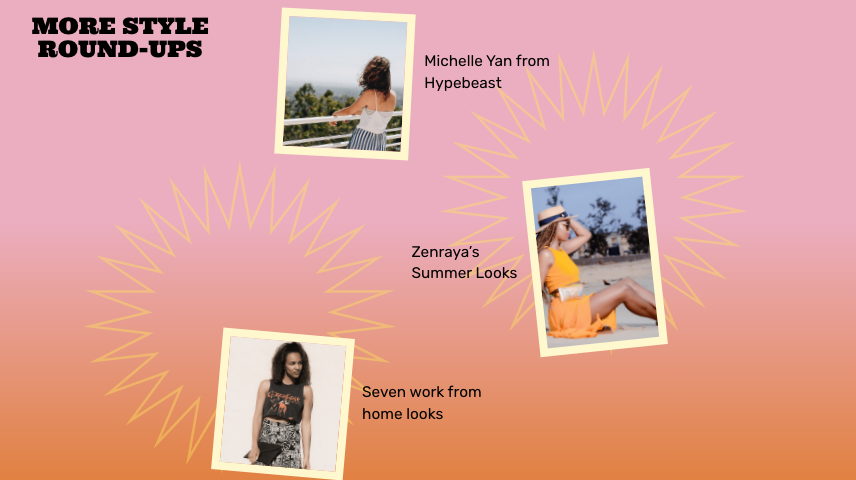 MORE STYLE
ROUND-UPS
Michelle Yan from
Hypebeast
Zenraya’s
Summer Looks
Seven work from
home looks